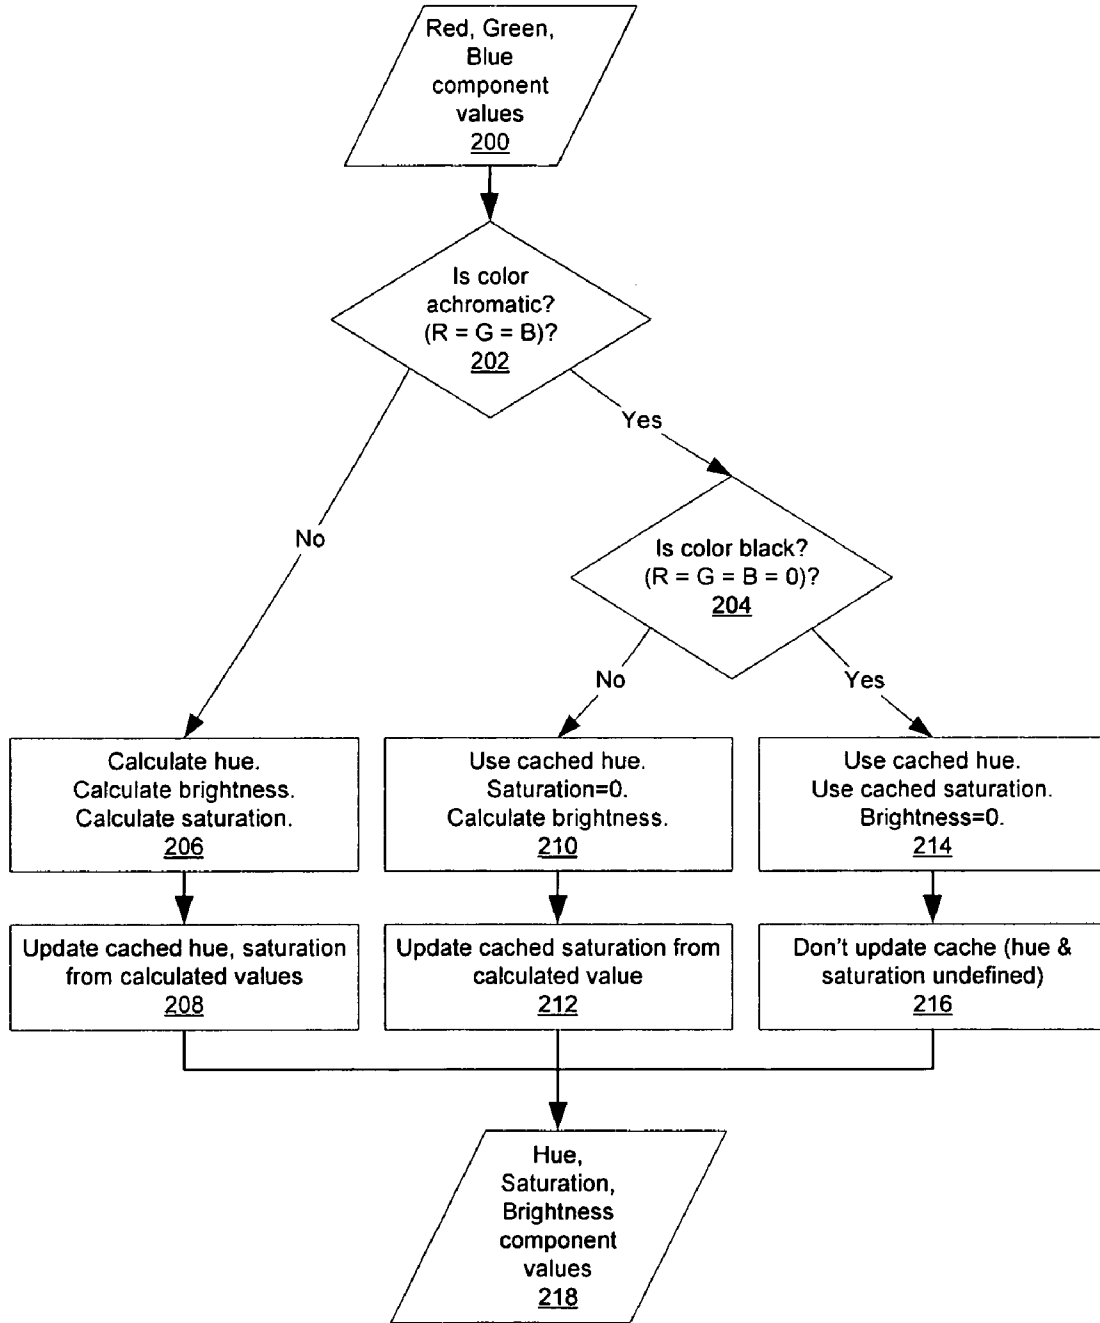 Red, Green,
Blue
component
values
200
Is color
achromatic?
(R = G = B)?
202
Yes
No
Is color black?
(R = G = B = 0)?
204
No
Yes
Calculate hue.
Calculate brightness.
Calculate saturation.
206
Use cached hue.
Saturation=0.
Calculate brightness.
210
Use cached hue.
Use cached saturation.
Brightness=0.
214
Update cached hue, saturation
from calculated values
208
Update cached saturation from
calculated value
212
Don't update cache (hue &
saturation undefined)
216
Hue,
Saturation,
Brightness
component
values
218